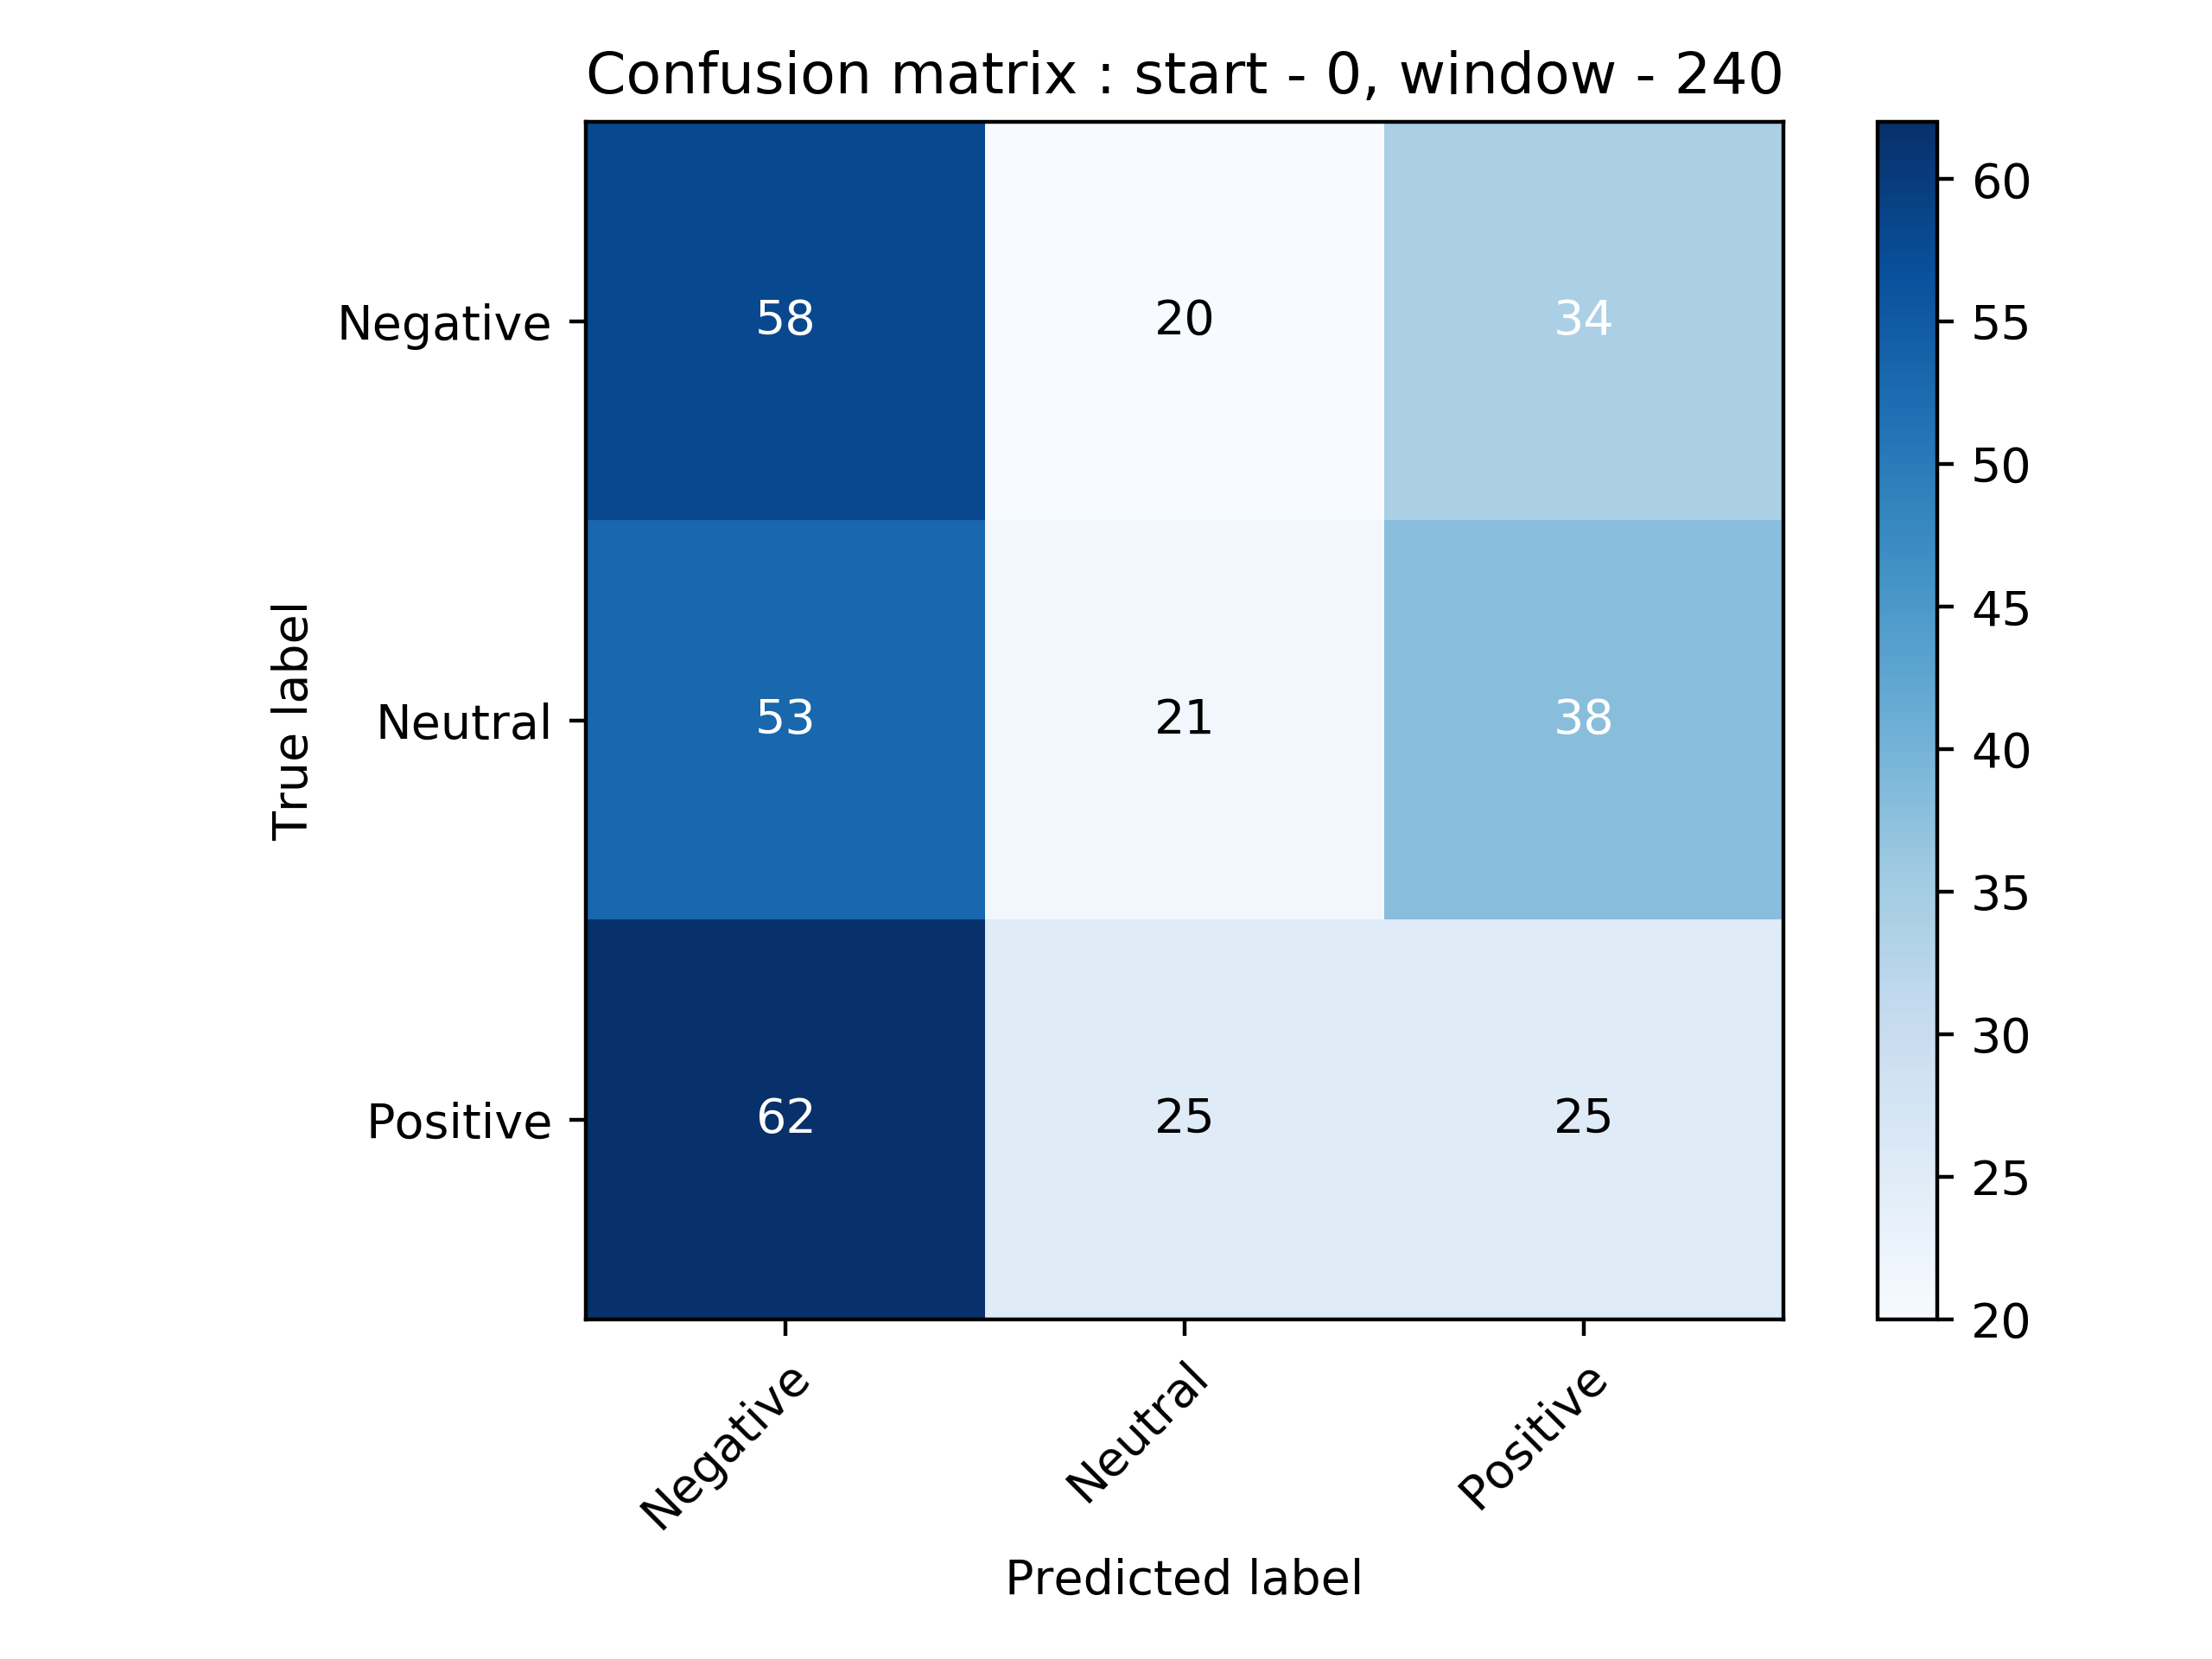 Confusion matrix : start - 0, window - 240
True label
Negative
58
20
34
Neutral
53
21
38
Positive
62
25
25
Negative
Neutral
Positive
Predicted label
60
55
50
45
40
35
30
25
20